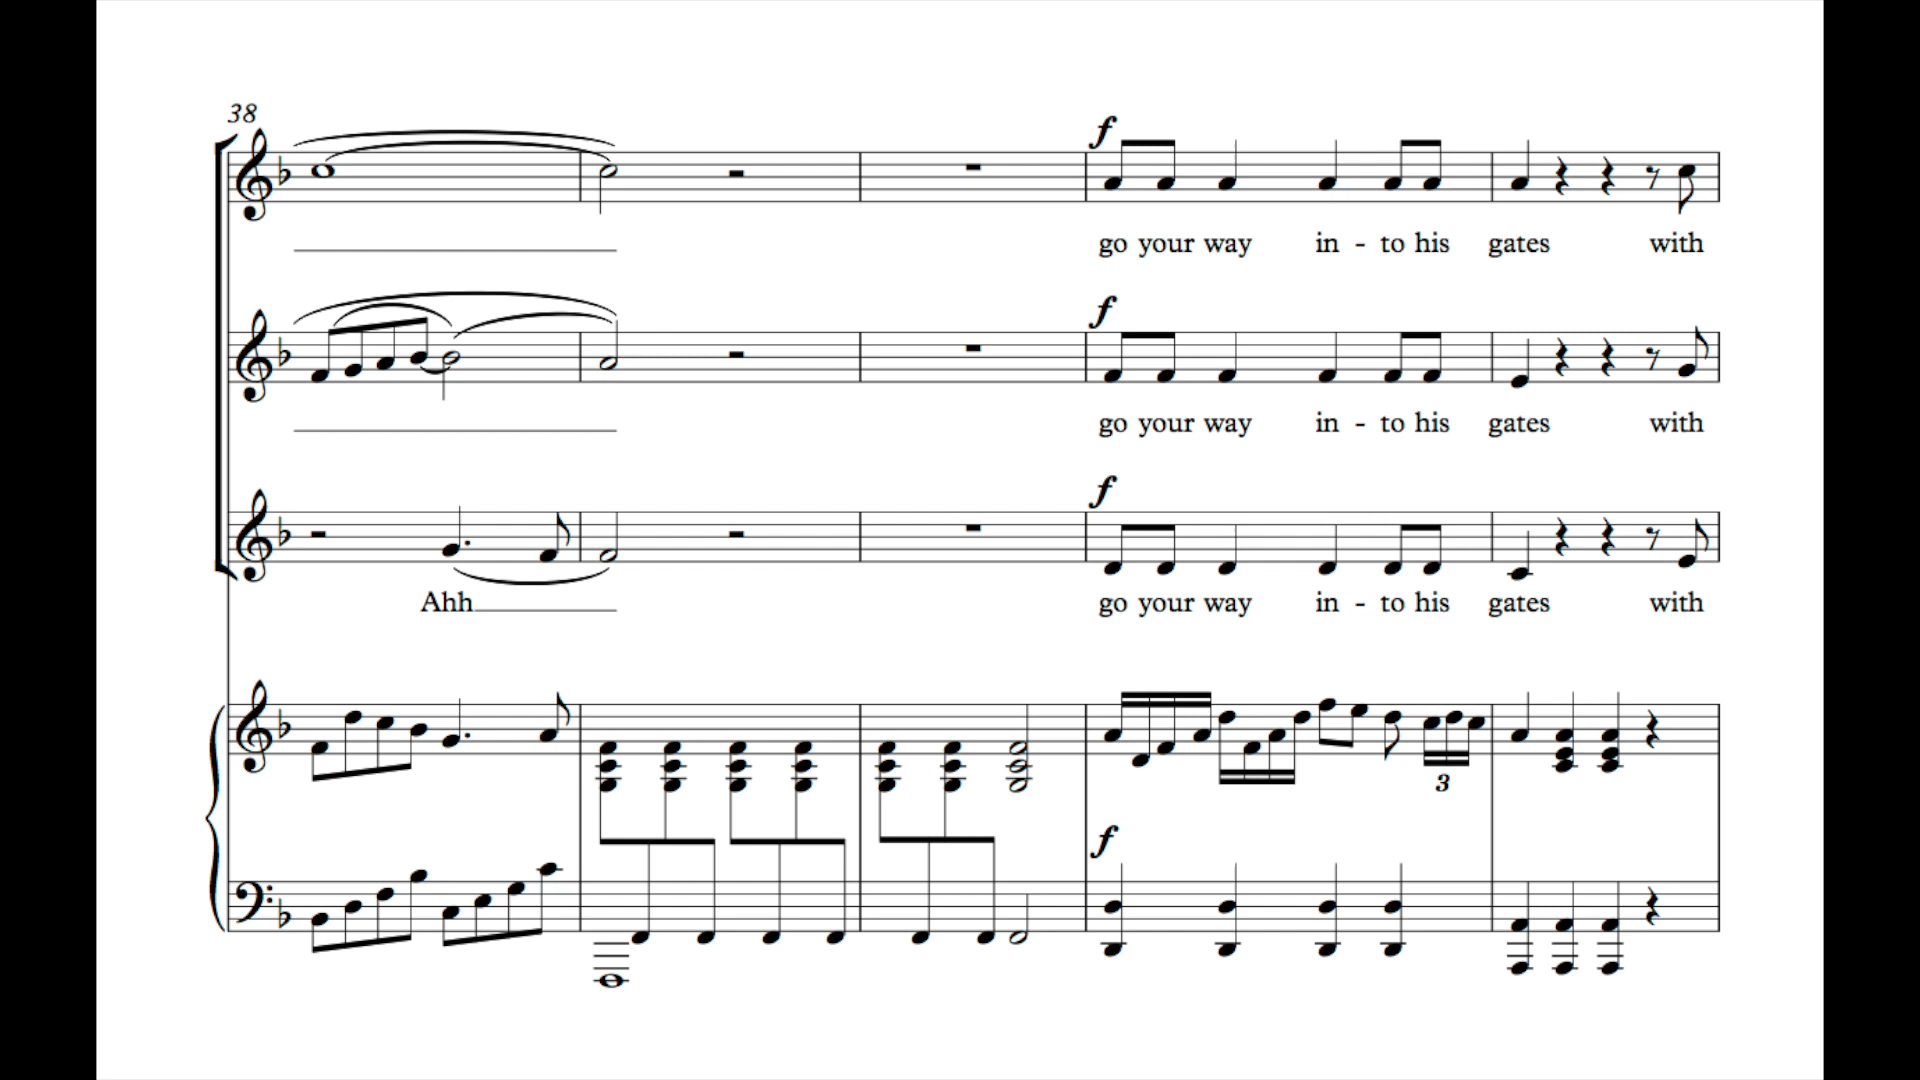 38
f
go your way in - to his gates with
f
go your way in - to his gates with
f
Ahh go your way in - to his gates with
3
f